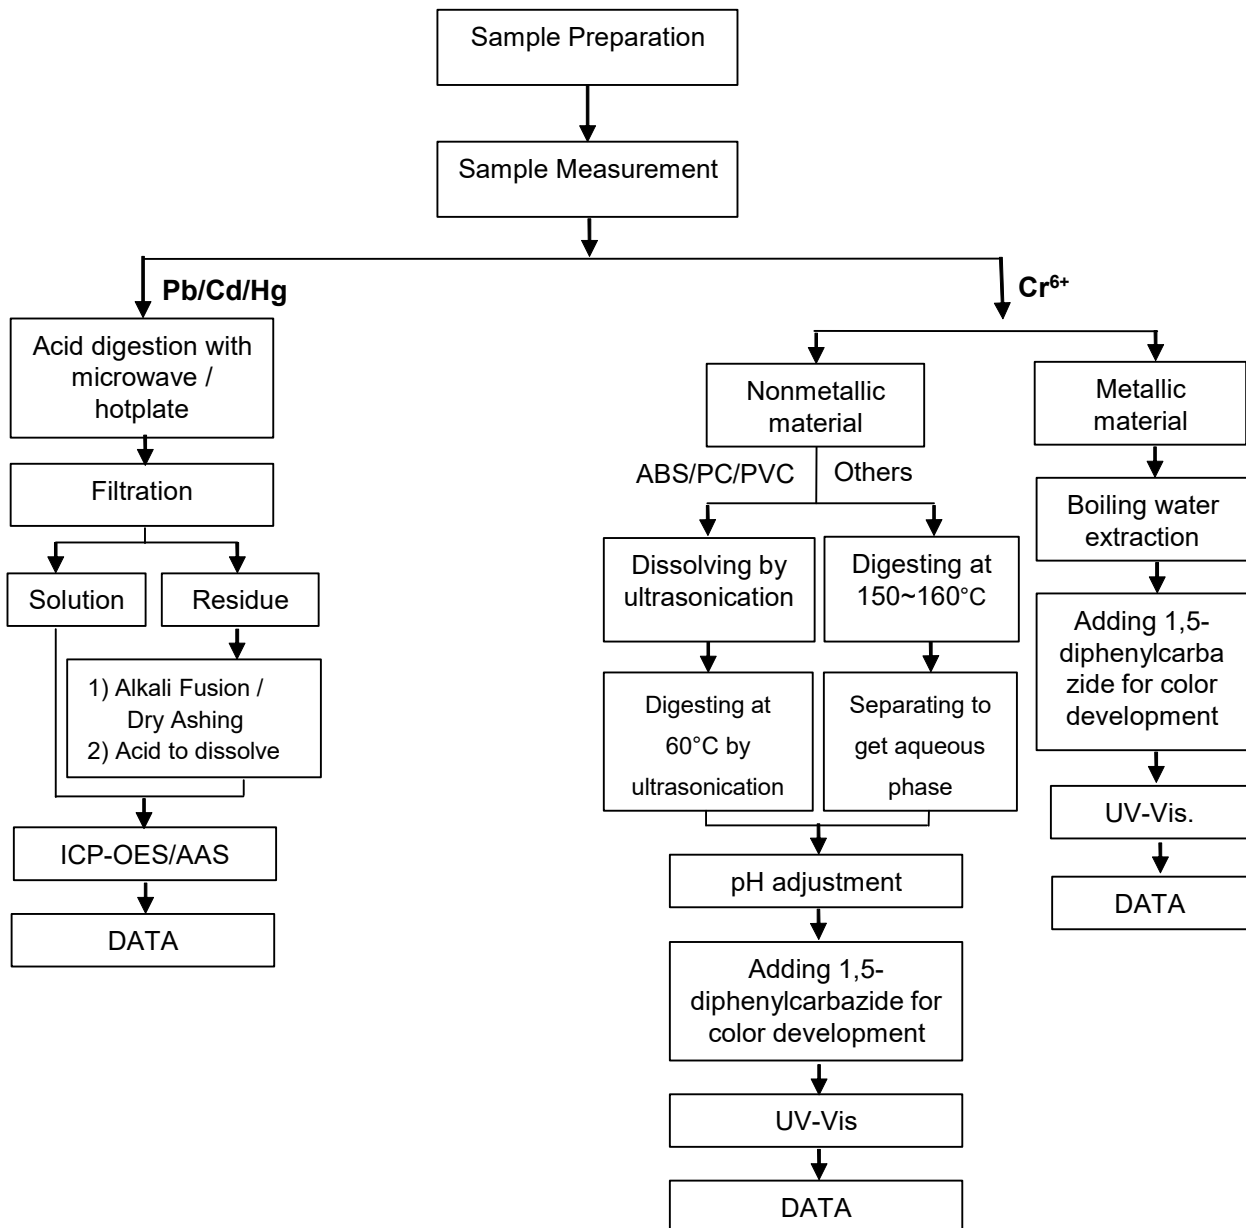 Sample Preparation
Sample Measurement
Pb/Cd/Hg
Acid digestion with
microwave /
hotplate
Filtration
Solution
Residue
1) Alkali Fusion /
Dry Ashing
2) Acid to dissolve
ICP-OES/AAS
DATA
Cr⁶⁺
Nonmetallic
material
ABS/PC/PVC
Others
Dissolving by
ultrasonication
Digesting at
60°C by
ultrasonication
Digesting at
150~160°C
Separating to
get aqueous
phase
pH adjustment
Adding 1,5-
diphenylcarbazide for
color development
UV-Vis
DATA
Metallic
material
Boiling water
extraction
Adding 1,5-
diphenylcarba
zide for color
development
UV-Vis.
DATA